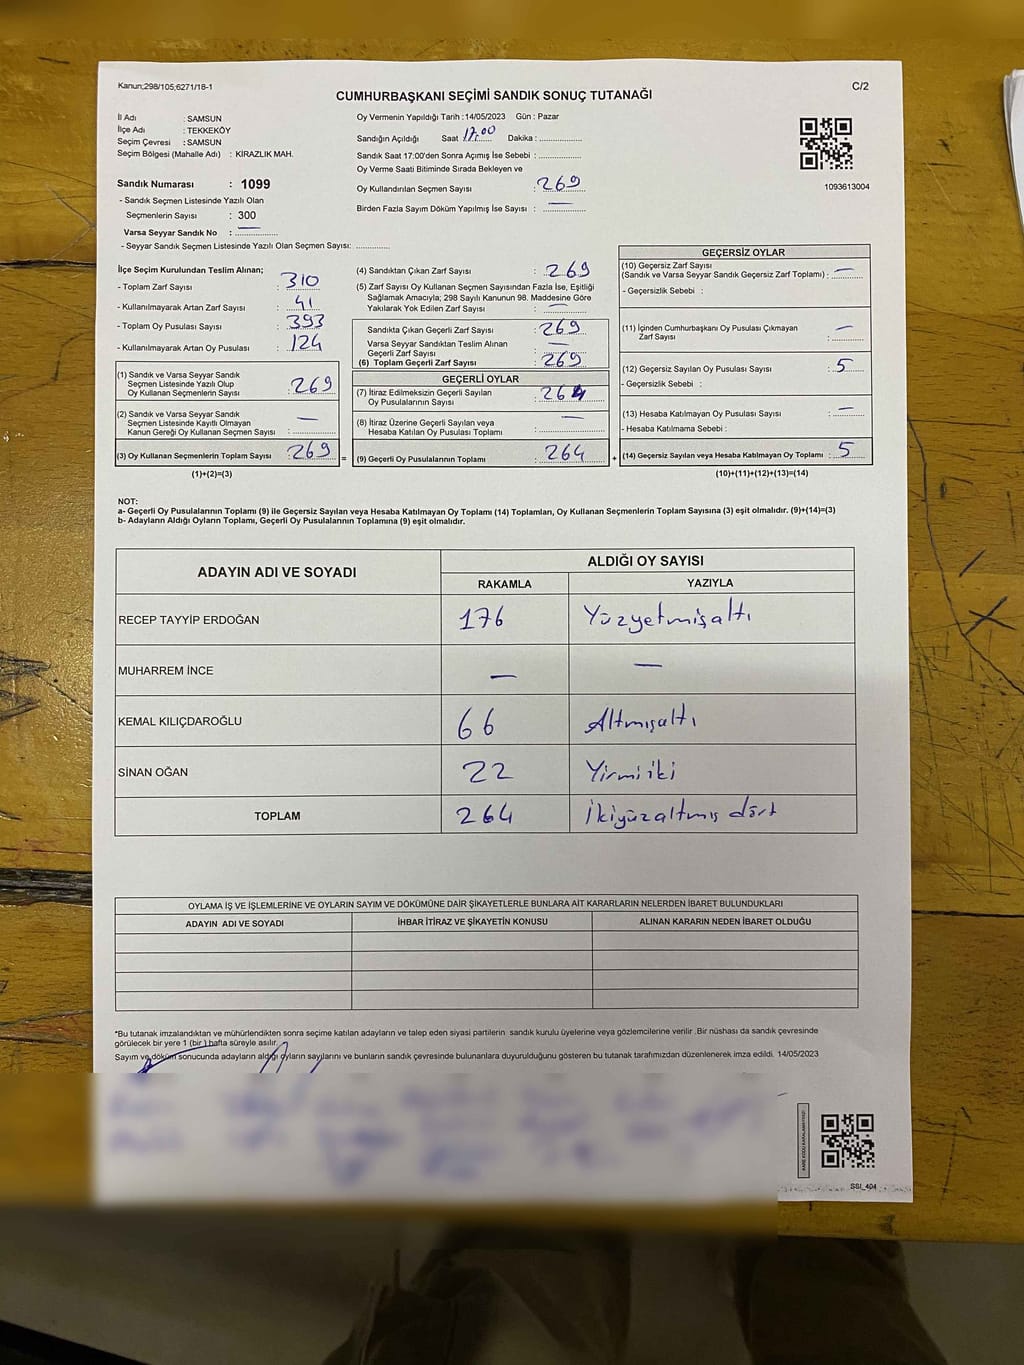 Kanun;298/105;6271/18-1
C/2
CUMHURBAŞKANI SEÇİMİ SANDIK SONUÇ TUTANAĞI
İl Adı : SAMSUN
İlçe Adı : TEKKEKÖY
Seçim Çevresi : SAMSUN
Seçim Bölgesi (Mahalle Adı) : KİRAZLIK MAH.
Sandık Numarası : 1099
- Sandık Seçmen Listesinde Yazılı Olan
Seçmenlerin Sayısı : 300
Varsa Seyyar Sandık No : —
- Seyyar Sandık Seçmen Listesinde Yazılı Olan Seçmen Sayısı: ............
Oy Vermenin Yapıldığı Tarih :14/05/2023 Gün : Pazar
Sandığın Açıldığı Saat 17.00 Dakika : ...............
Sandık Saat 17:00'den Sonra Açımış İse Sebebi : ...............
Oy Verme Saati Bitiminde Sırada Bekleyen ve
Oy Kullandırılan Seçmen Sayısı : 269
Birden Fazla Sayım Döküm Yapılmış İse Sayısı : —
1093613004
İlçe Seçim Kurulundan Teslim Alınan;
- Toplam Zarf Sayısı : 310
- Kullanılmayarak Artan Zarf Sayısı : 41
- Toplam Oy Pusulası Sayısı : 393
- Kullanılmayarak Artan Oy Pusulası : 124
(1) Sandık ve Varsa Seyyar Sandık
Seçmen Listesinde Yazılı Olup
Oy Kullanan Seçmenlerin Sayısı : 269
(2) Sandık ve Varsa Seyyar Sandık
Seçmen Listesinde Kayıtlı Olmayan
Kanun Gereği Oy Kullanan Seçmen Sayısı : —
(3) Oy Kullanan Seçmenlerin Toplam Sayısı : 269
(1)+(2)=(3)
=
(4) Sandıktan Çıkan Zarf Sayısı : 269
(5) Zarf Sayısı Oy Kullanan Seçmen Sayısından Fazla İse, Eşitliği
Sağlamak Amacıyla; 298 Sayılı Kanunun 98. Maddesine Göre
Yakılarak Yok Edilen Zarf Sayısı : —
Sandıkta Çıkan Geçerli Zarf Sayısı : 269
Varsa Seyyar Sandıktan Teslim Alınan
Geçerli Zarf Sayısı : —
(6) Toplam Geçerli Zarf Sayısı : 269
GEÇERLİ OYLAR
(7) İtiraz Edilmeksizin Geçerli Sayılan
Oy Pusulalarının Sayısı : 264
(8) İtiraz Üzerine Geçerli Sayılan veya
Hesaba Katılan Oy Pusulası Toplamı : —
(9) Geçerli Oy Pusulalarının Toplamı : 264
+
GEÇERSİZ OYLAR
(10) Geçersiz Zarf Sayısı
(Sandık ve Varsa Seyyar Sandık Geçersiz Zarf Toplamı) : —
- Geçersizlik Sebebi :
(11) İçinden Cumhurbaşkanı Oy Pusulası Çıkmayan
Zarf Sayısı : —
(12) Geçersiz Sayılan Oy Pusulası Sayısı : 5
- Geçersizlik Sebebi :
(13) Hesaba Katılmayan Oy Pusulası Sayısı : —
- Hesaba Katılmama Sebebi :
(14) Geçersiz Sayılan veya Hesaba Katılmayan Oy Toplamı : 5
(10)+(11)+(12)+(13)=(14)
NOT:
a- Geçerli Oy Pusulalarının Toplamı (9) ile Geçersiz Sayılan veya Hesaba Katılmayan Oy Toplamı (14) Toplamları, Oy Kullanan Seçmenlerin Toplam Sayısına (3) eşit olmalıdır. (9)+(14)=(3)
b- Adayların Aldığı Oyların Toplamı, Geçerli Oy Pusulalarının Toplamına (9) eşit olmalıdır.
ADAYIN ADI VE SOYADI
ALDIĞI OY SAYISI
RAKAMLA YAZIYLA
RECEP TAYYİP ERDOĞAN 176 Yüzyetmişaltı
MUHARREM İNCE — —
KEMAL KILIÇDAROĞLU 66 Altmışaltı
SİNAN OĞAN 22 Yirmiiki
TOPLAM 264 İkiyüzaltmış dört
OYLAMA İŞ VE İŞLEMLERİNE VE OYLARIN SAYIM VE DÖKÜMÜNE DAİR ŞİKAYETLERLE BUNLARA AİT KARARLARIN NELERDEN İBARET BULUNDUKLARI
ADAYIN ADI VE SOYADI İHBAR İTİRAZ VE ŞİKAYETİN KONUSU ALINAN KARARIN NEDEN İBARET OLDUĞU
*Bu tutanak imzalandıktan ve mühürlendikten sonra seçime katılan adayların ve talep eden siyasi partilerin sandık kurulu üyelerine veya gözlemcilerine verilir .Bir nüshası da sandık çevresinde
görülecek bir yere 1 (bir ) hafta süreyle asılır.
Sayım ve döküm sonucunda adayların aldığı oyların sayılarını ve bunların sandık çevresinde bulunanlara duyurulduğunu gösteren bu tutanak tarafımızdan düzenlenerek imza edildi. 14/05/2023
SSI_404